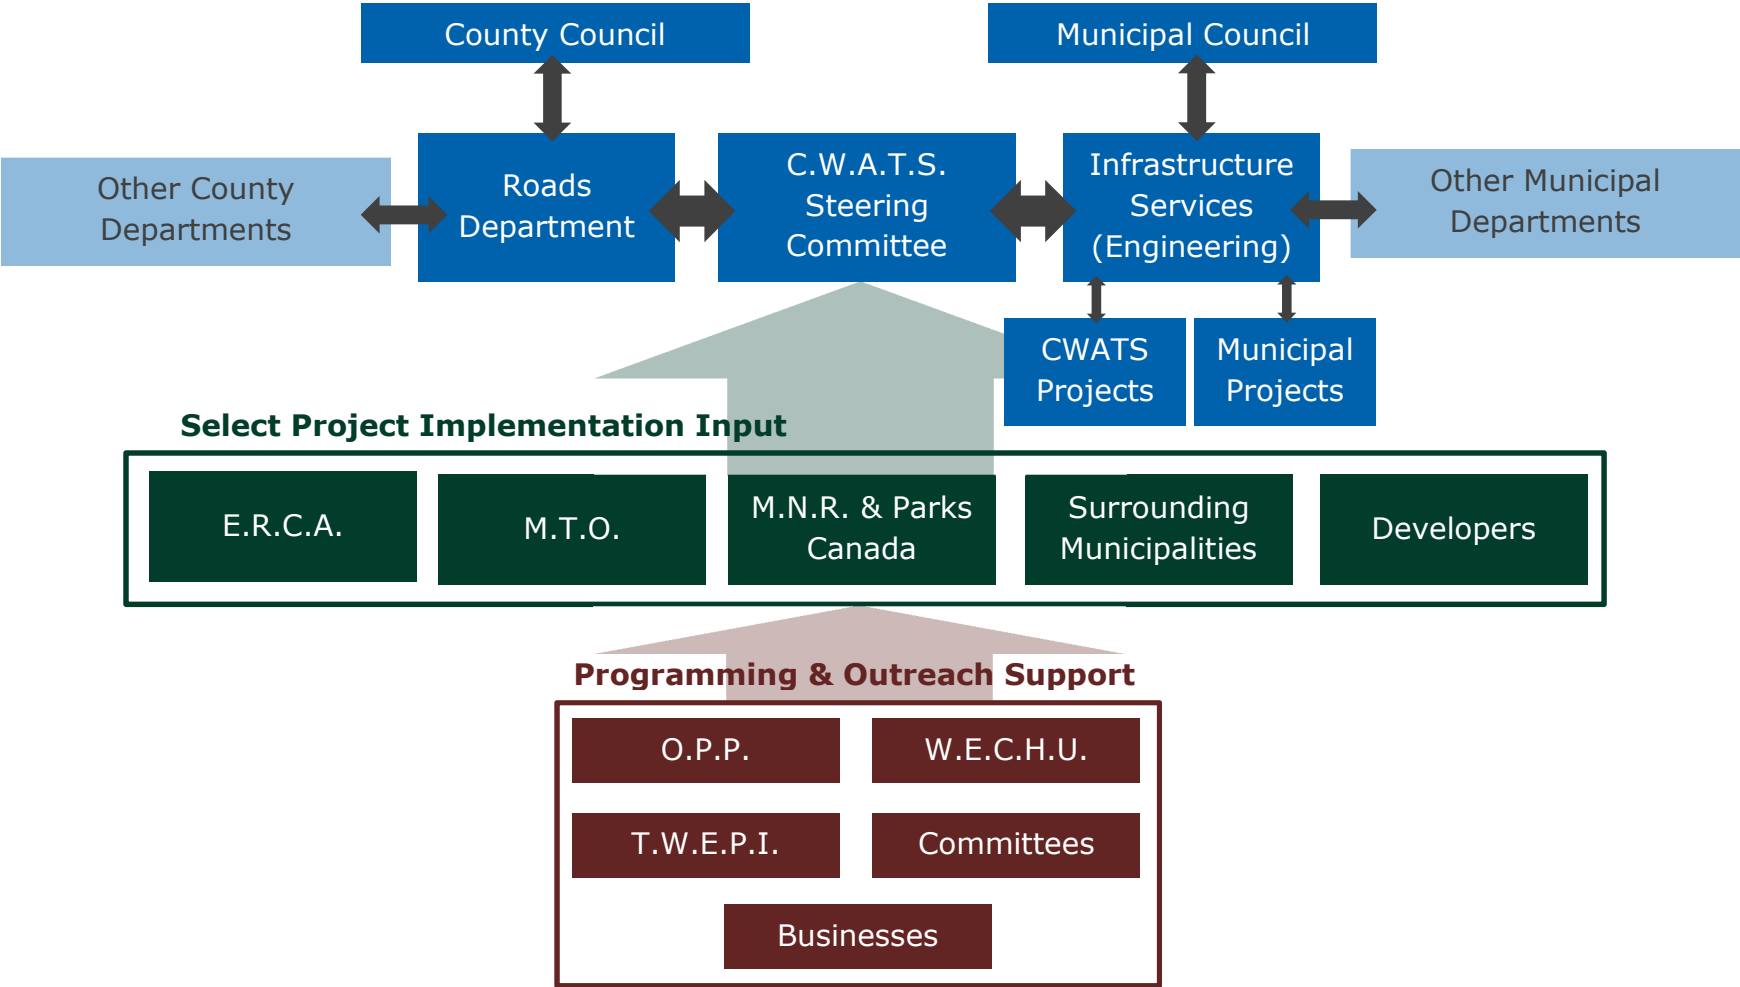 County Council
Municipal Council
Other County
Departments
Roads
Department
C.W.A.T.S.
Steering
Committee
Infrastructure
Services
(Engineering)
Other Municipal
Departments
CWATS
Projects
Municipal
Projects
Select Project Implementation Input
E.R.C.A.
M.T.O.
M.N.R. & Parks
Canada
Surrounding
Municipalities
Developers
Programming & Outreach Support
O.P.P.
W.E.C.H.U.
T.W.E.P.I.
Committees
Businesses